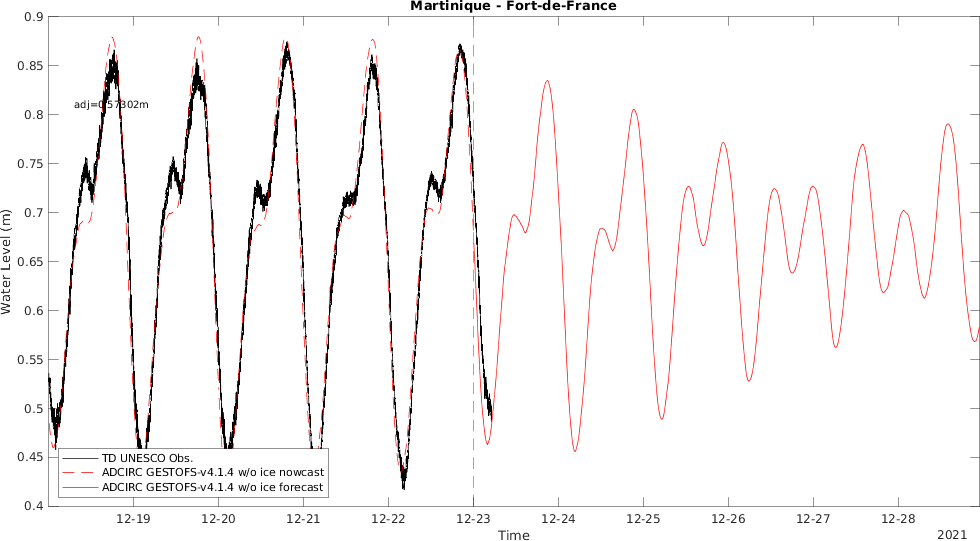 Martinique - Fort-de-France
0.9
0.85
adj=0.57302m
0.8
0.75
0.7
0.65
0.6
0.55
0.5
0.45
0.4
Water Level (m)
TD UNESCO Obs.
ADCIRC GESTOFS-v4.1.4 w/o ice nowcast
ADCIRC GESTOFS-v4.1.4 w/o ice forecast
12-19 12-20 12-21 12-22 12-23 12-24 12-25 12-26 12-27 12-28
Time
2021